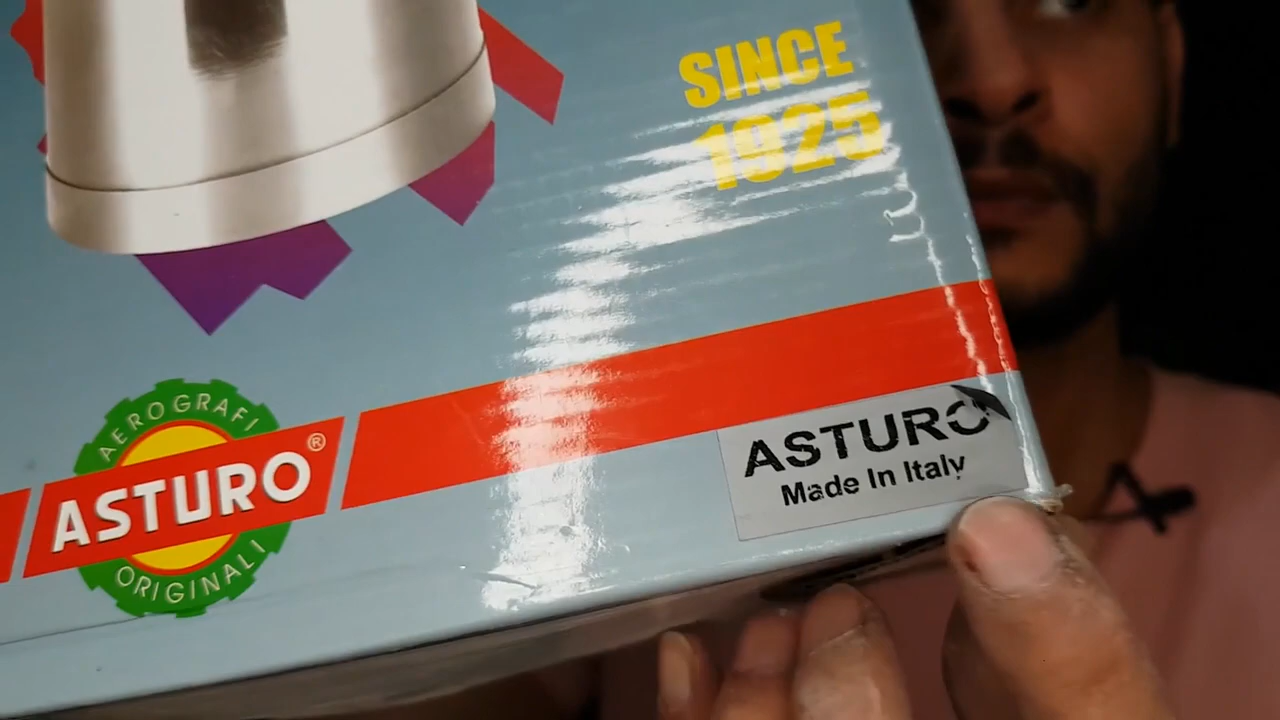 SINCE
1925
AEROGRAFI
ASTURO®
ORIGINALI
ASTURO
Made In Italy